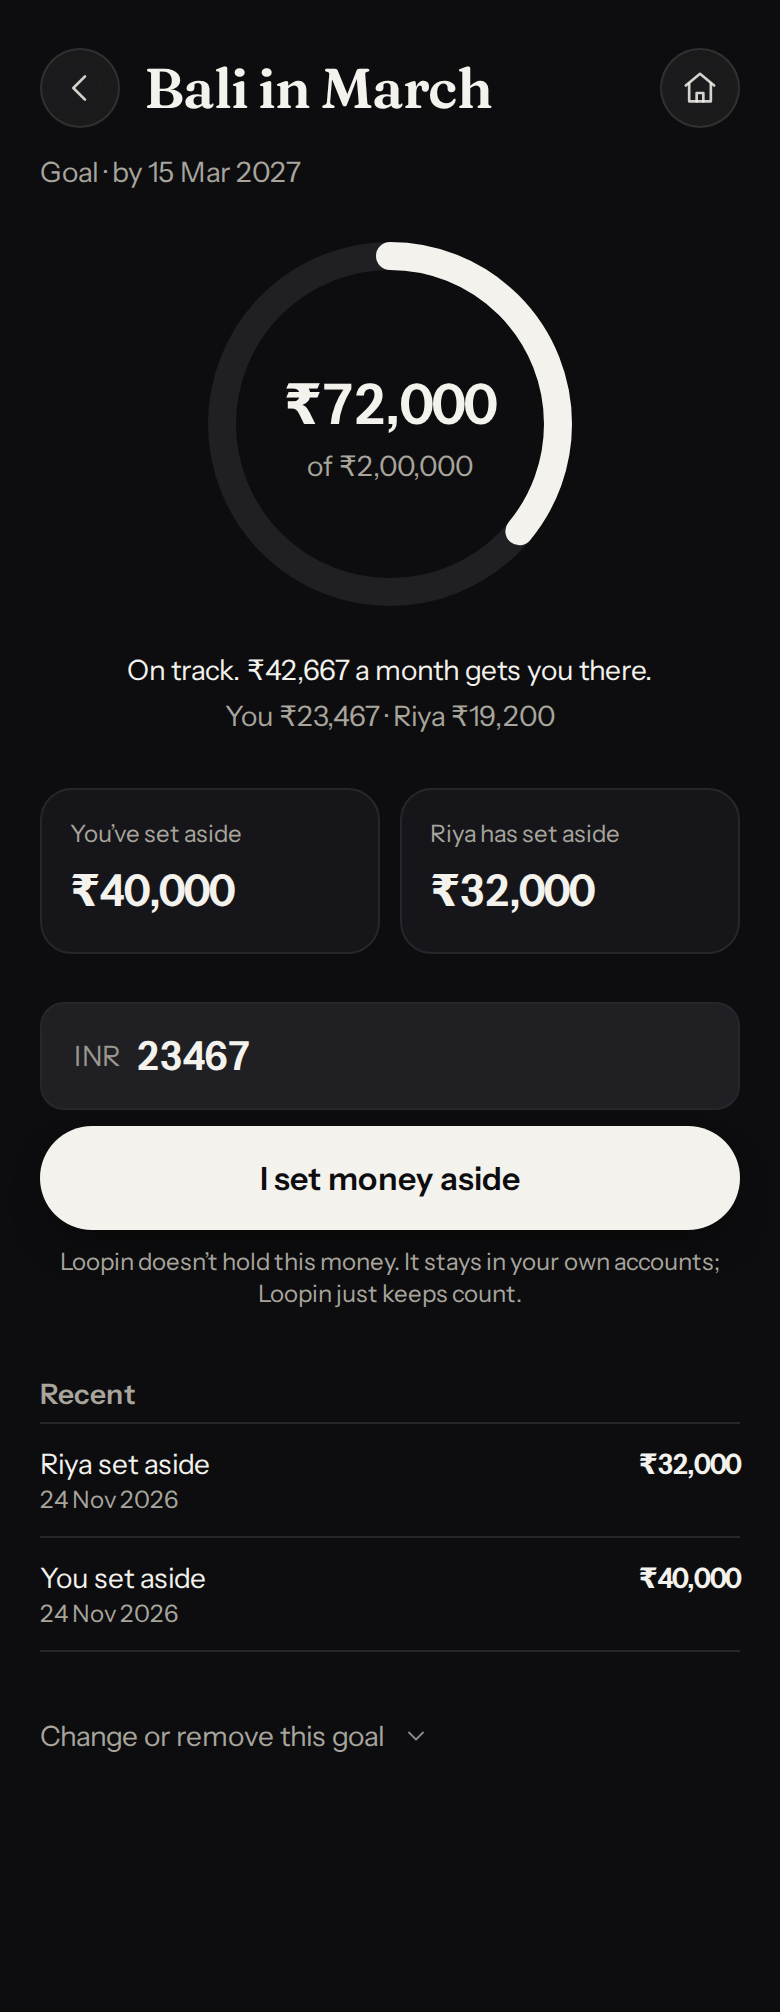 Bali in March
Goal · by 15 Mar 2027
₹72,000
of ₹2,00,000
On track. ₹42,667 a month gets you there.
You ₹23,467 · Riya ₹19,200
You’ve set aside
₹40,000
Riya has set aside
₹32,000
INR 23467
I set money aside
Loopin doesn’t hold this money. It stays in your own accounts;
Loopin just keeps count.
Recent
Riya set aside ₹32,000
24 Nov 2026
You set aside ₹40,000
24 Nov 2026
Change or remove this goal